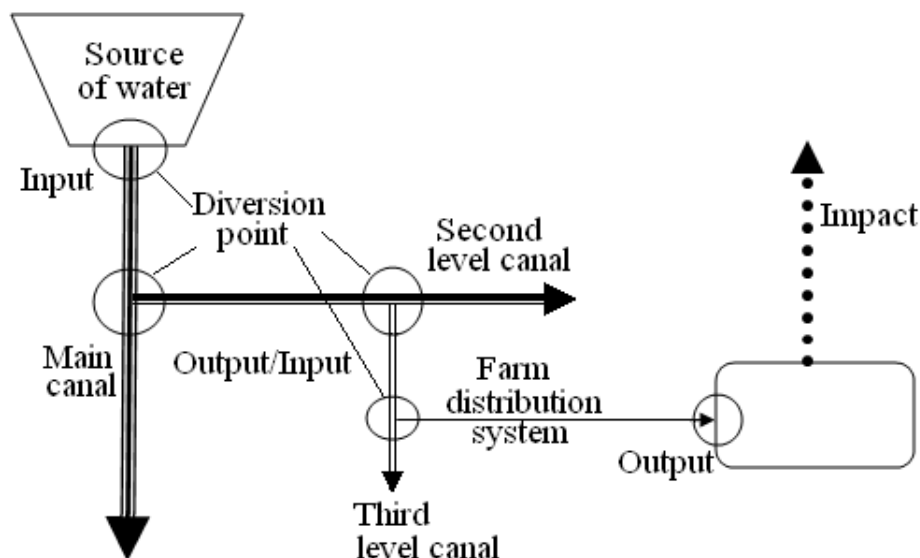 Source
of water
Input
Diversion
point
Second
level canal
Impact
Main
canal
Output/Input
Farm
distribution
system
Output
Third
level canal